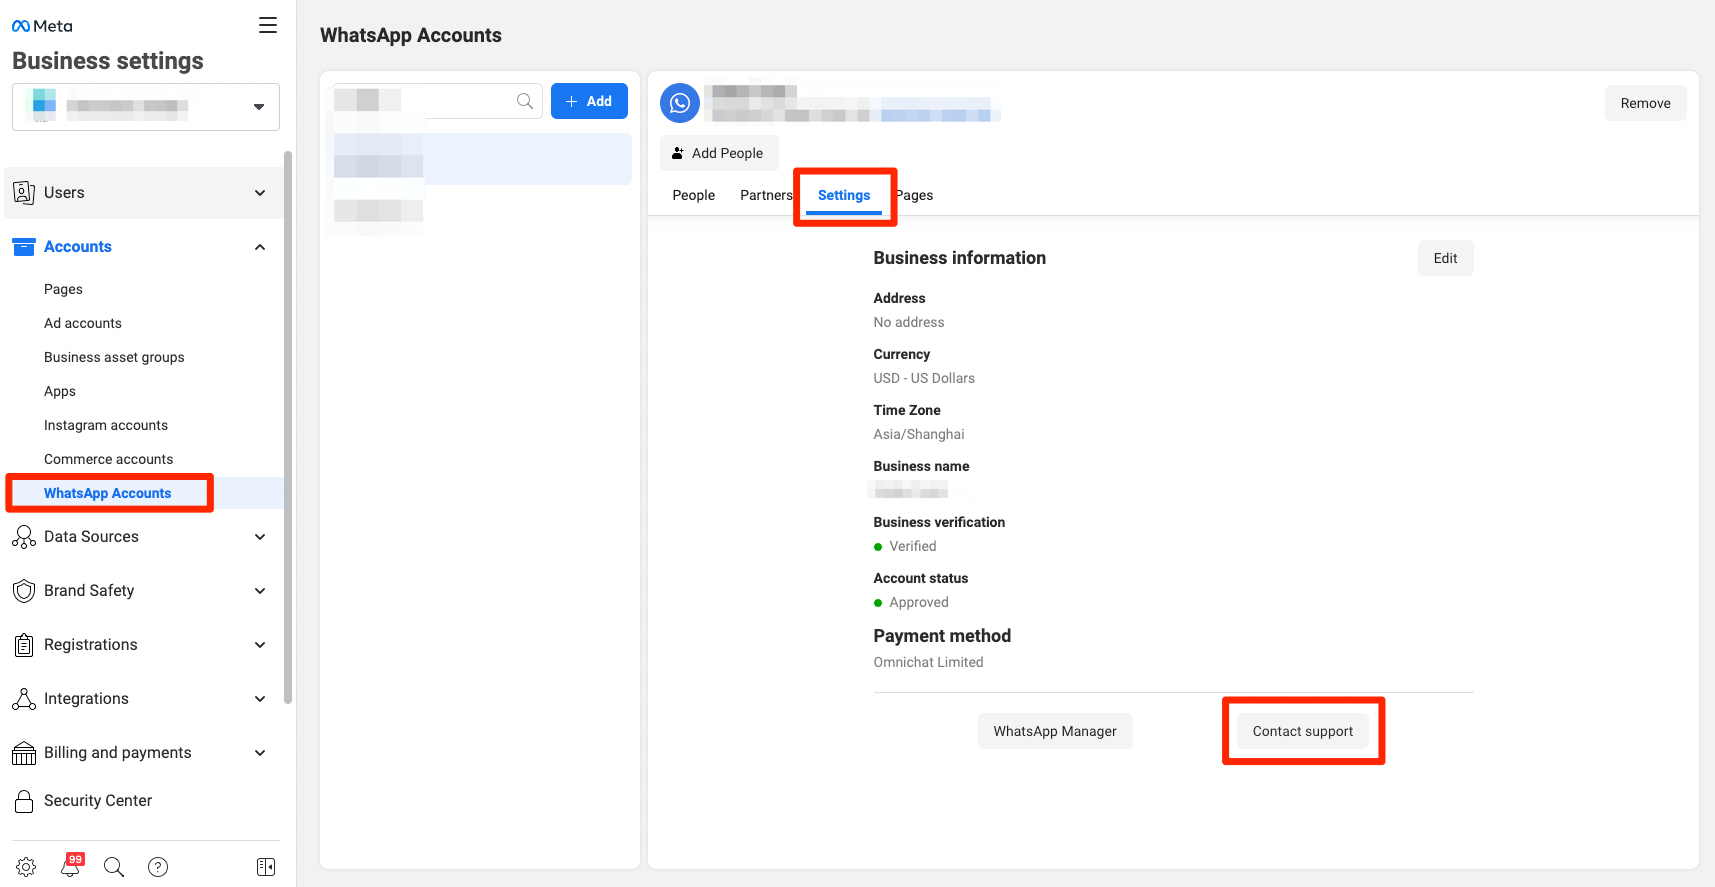 Meta
Business settings
Users
Accounts
Pages
Ad accounts
Business asset groups
Apps
Instagram accounts
Commerce accounts
WhatsApp Accounts
Data Sources
Brand Safety
Registrations
Integrations
Billing and payments
Security Center
99
WhatsApp Accounts
+ Add
Remove
Add People
People Partners Settings Pages
Business information
Edit
Address
No address
Currency
USD - US Dollars
Time Zone
Asia/Shanghai
Business name
Business verification
Verified
Account status
Approved
Payment method
Omnichat Limited
WhatsApp Manager
Contact support